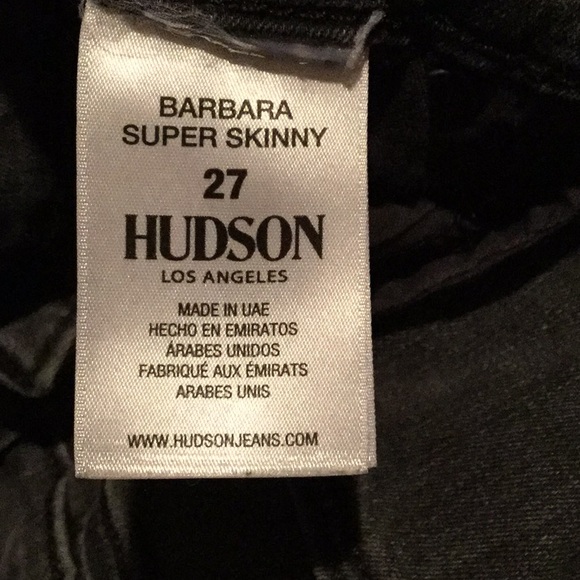 BARBARA
SUPER SKINNY
27
HUDSON
LOS ANGELES
MADE IN UAE
HECHO EN EMIRATOS
ÁRABES UNIDOS
FABRIQUÉ AUX ÉMIRATS
ARABES UNIS
WWW.HUDSONJEANS.COM